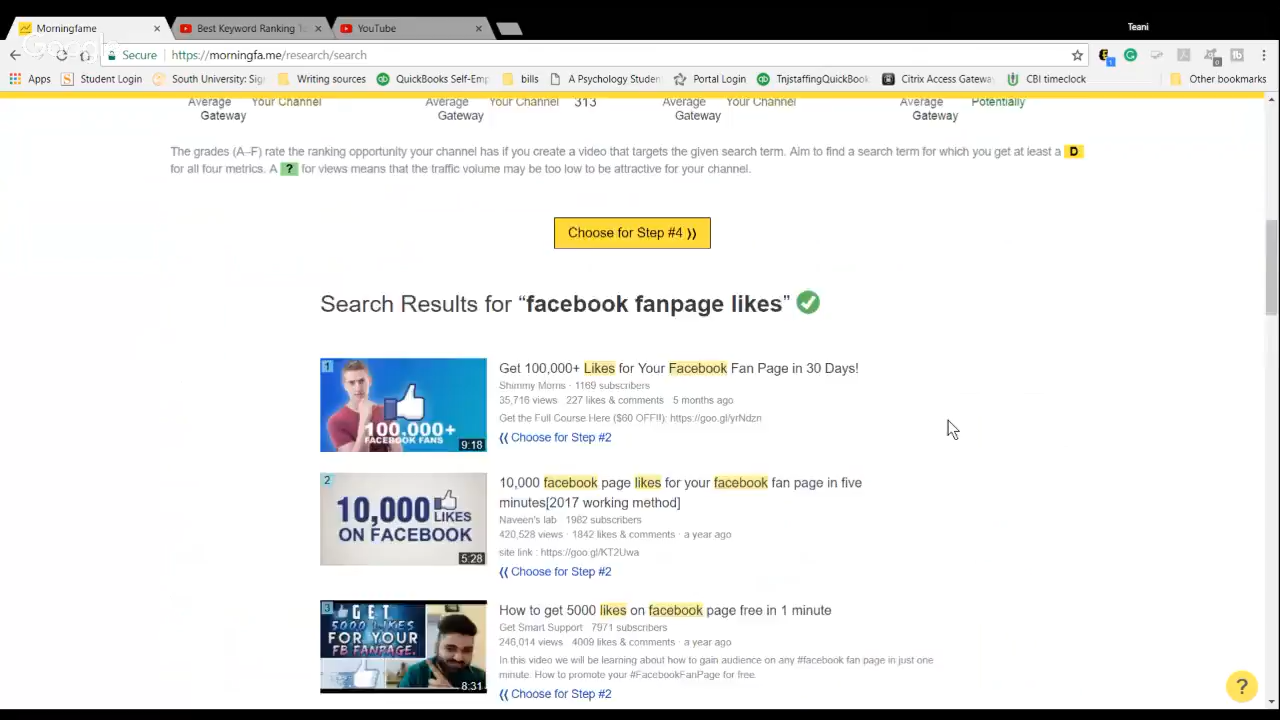 Morningfame
Best Keyword Ranking
YouTube
Teani
Google
Secure
https://morningfa.me/research/search
Apps
Student Login
South University: Sig
Writing sources
QuickBooks Self-Emp
bills
A Psychology Studen
Portal Login
TnjstaffingQuickBook
Citrix Access Gateway
CBI timeclock
Other bookmarks
Average Your Channel
Gateway
Average Your Channel 313
Gateway
Average Your Channel
Gateway
Average Potentially
Gateway
The grades (A–F) rate the ranking opportunity your channel has if you create a video that targets the given search term. Aim to find a search term for which you get at least a D
for all four metrics. A ? for views means that the traffic volume may be too low to be attractive for your channel.
Choose for Step #4 ⟩⟩
Search Results for “facebook fanpage likes”
1
100,000+
FACEBOOK FANS
9:18
Get 100,000+ Likes for Your Facebook Fan Page in 30 Days!
Shimmy Morris · 1169 subscribers
35,716 views · 227 likes & comments · 5 months ago
Get the Full Course Here ($60 OFF!!): https://goo.gl/yrNdzn
⟨⟨ Choose for Step #2
2
10,000 LIKES
ON FACEBOOK
5:28
10,000 facebook page likes for your facebook fan page in five
minutes[2017 working method]
Naveen's lab · 1982 subscribers
420,528 views · 1842 likes & comments · a year ago
site link : https://goo.gl/KT2Uwa
⟨⟨ Choose for Step #2
3
GET
5000 LIKES
FOR YOUR
FB FANPAGE.
8:31
How to get 5000 likes on facebook page free in 1 minute
Get Smart Support · 7971 subscribers
246,014 views · 4009 likes & comments · a year ago
In this video we will be learning about how to gain audience on any #facebook fan page in just one
minute. How to promote your #FacebookFanPage for free.
⟨⟨ Choose for Step #2
?